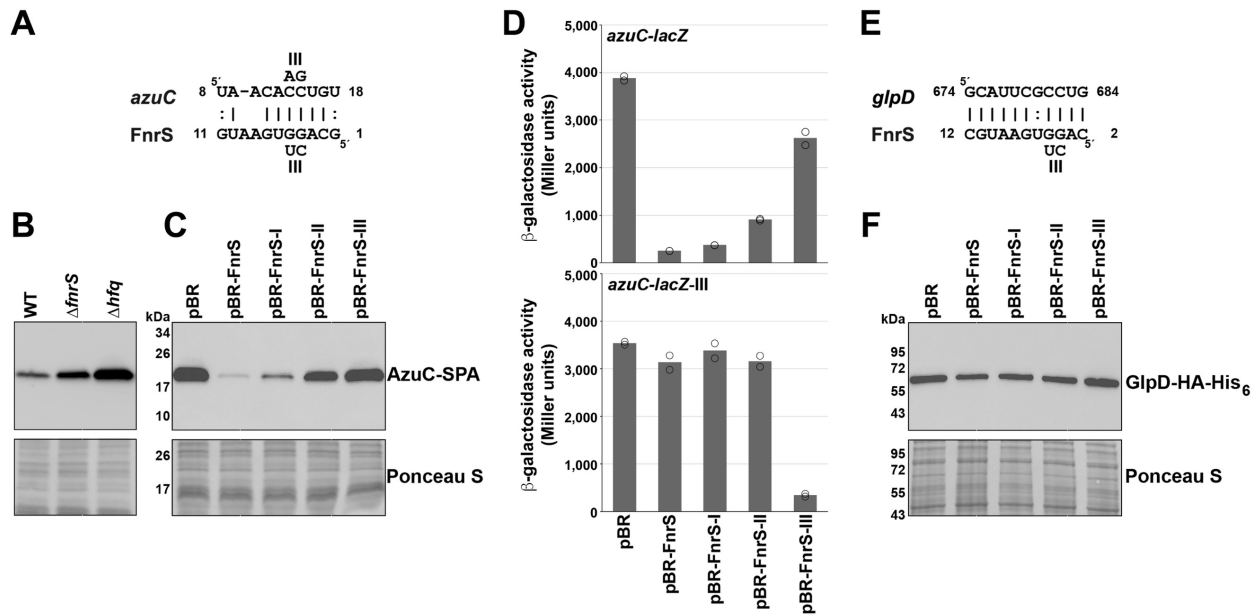 A
III
AG
5´
azuC 8 UA-ACACCUGU 18
FnrS 11 GUAAGUGGACG 1
5´
UC
III
B
WT
ΔfnrS
Δhfq
C
pBR
pBR-FnrS
pBR-FnrS-I
pBR-FnrS-II
pBR-FnrS-III
kDa
34
26
17
10
AzuC-SPA
26
17
Ponceau S
D
β-galactosidase activity
(Miller units)
5,000
4,000
3,000
2,000
1,000
0
azuC-lacZ
β-galactosidase activity
(Miller units)
5,000
4,000
3,000
2,000
1,000
0
azuC-lacZ-III
pBR
pBR-FnrS
pBR-FnrS-I
pBR-FnrS-II
pBR-FnrS-III
E
5´
glpD 674 GCAUUCGCCUG 684
FnrS 12 CGUAAGUGGAC 2
5´
UC
III
F
pBR
pBR-FnrS
pBR-FnrS-I
pBR-FnrS-II
pBR-FnrS-III
kDa
95
72
55
43
GlpD-HA-His6
95
72
55
43
Ponceau S